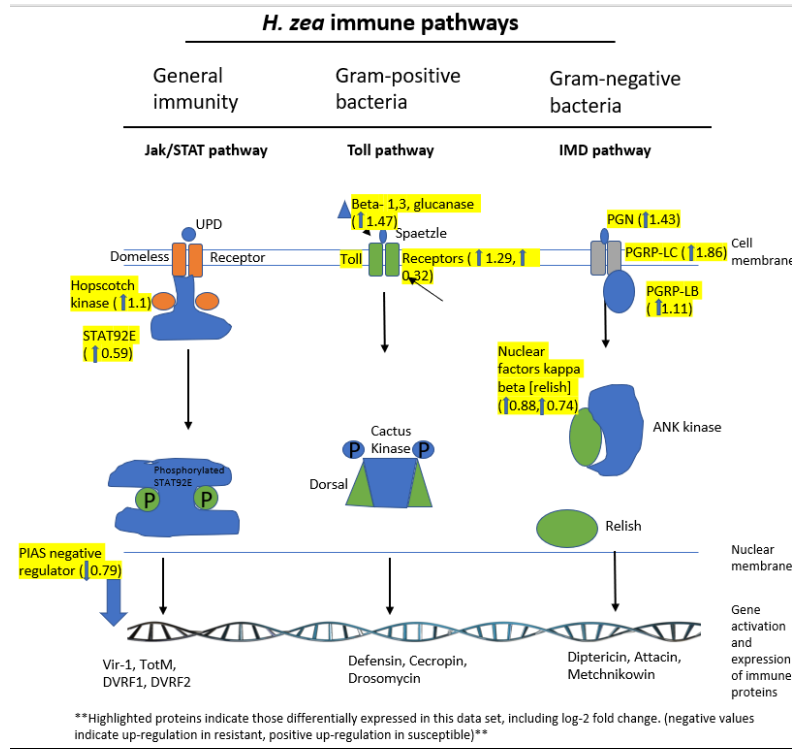 H. zea immune pathways
General
immunity
Gram-positive
bacteria
Gram-negative
bacteria
Jak/STAT pathway
Toll pathway
IMD pathway
UPD
Domeless
Receptor
Hopscotch
kinase (⬆1.1)
STAT92E
(⬆0.59)
Phosphorylated
STAT92E
P P
PIAS negative
regulator (⬇0.79)
Vir-1, TotM,
DVRF1, DVRF2
Beta- 1,3, glucanase
(⬆1.47)
Spaetzle
Toll
Receptors (⬆1.29, ⬆
0.32)
Cactus
Kinase
P P
Dorsal
Defensin, Cecropin,
Drosomycin
PGN (⬆1.43)
PGRP-LC (⬆1.86)
PGRP-LB
(⬆1.11)
Nuclear
factors kappa
beta [relish]
(⬆0.88,⬆0.74)
ANK kinase
Relish
Diptericin, Attacin,
Metchnikowin
Cell
membrane
Nuclear
membrane
Gene
activation
and
expression
of immune
proteins
**Highlighted proteins indicate those differentially expressed in this data set, including log-2 fold change. (negative values
indicate up-regulation in resistant, positive up-regulation in susceptible)**